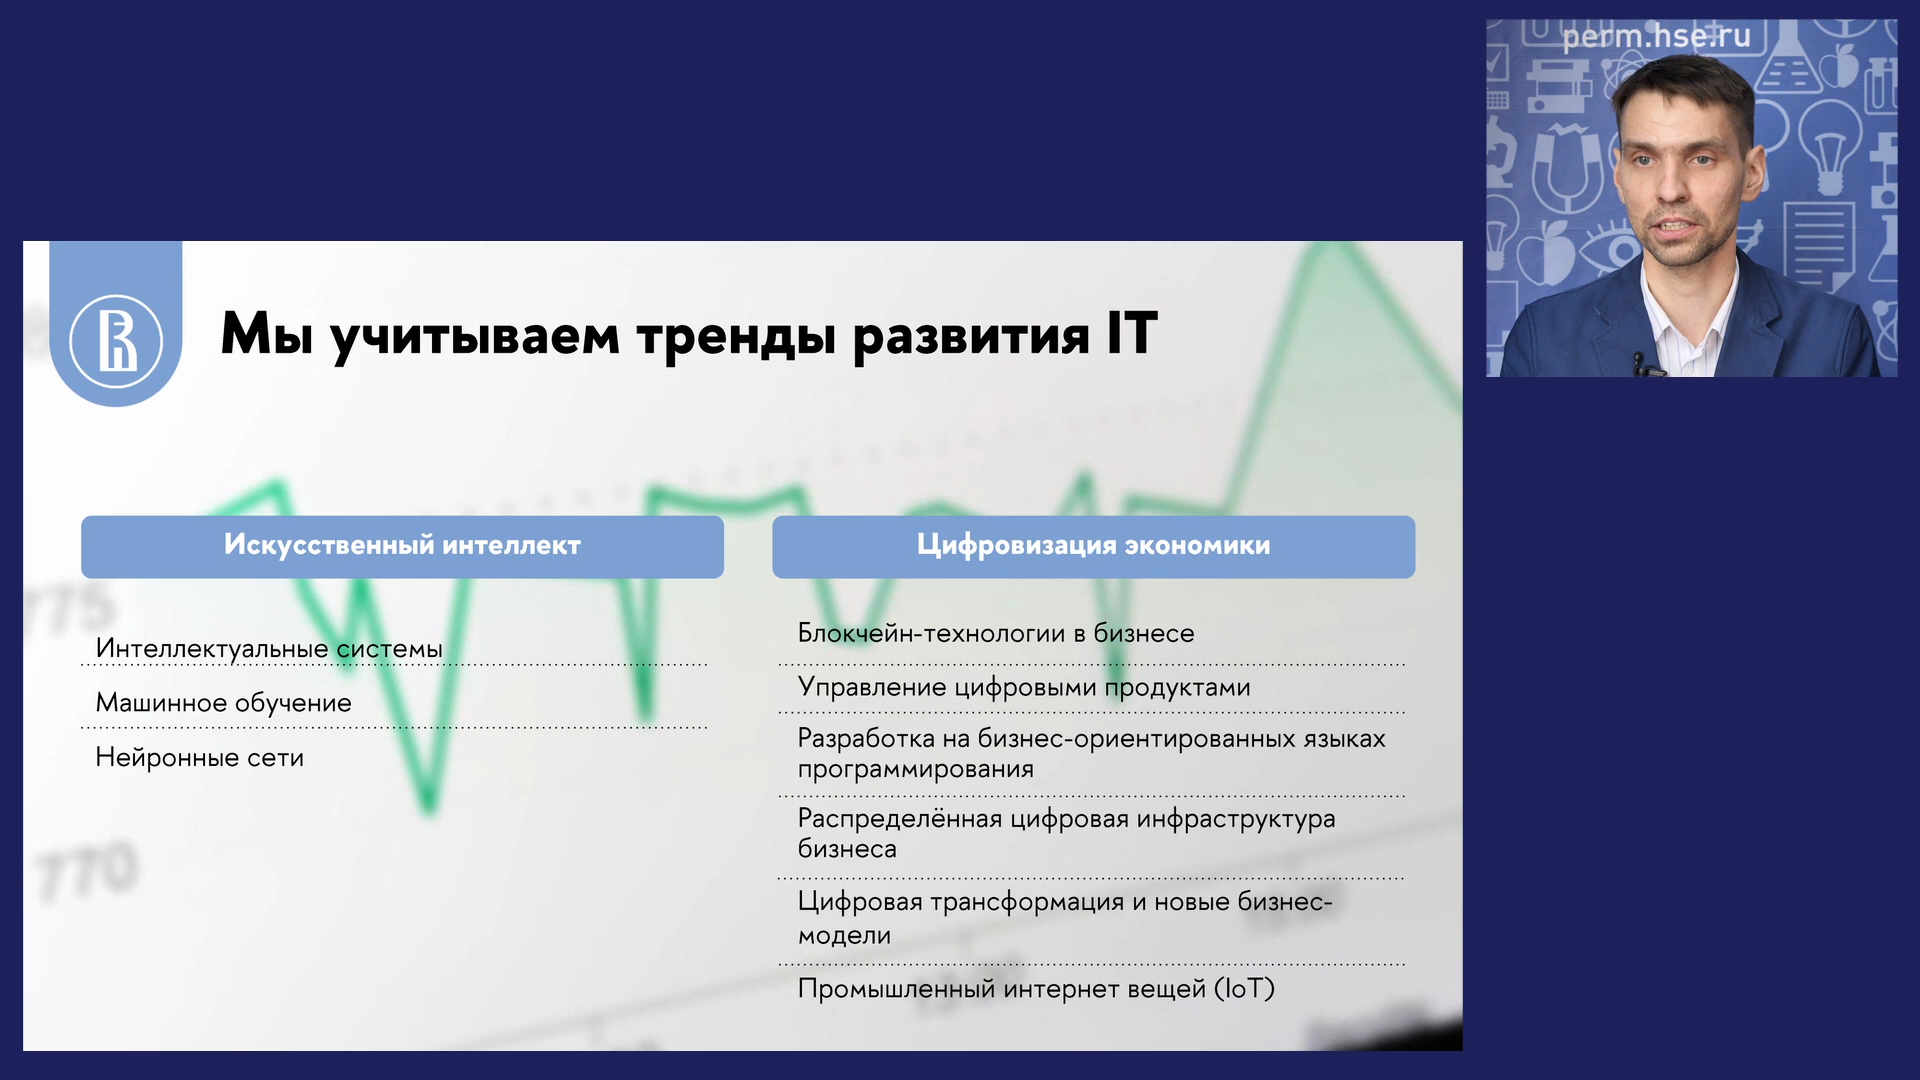 perm.hse.ru
Мы учитываем тренды развития IT
Искусственный интеллект
Интеллектуальные системы
Машинное обучение
Нейронные сети
Цифровизация экономики
Блокчейн-технологии в бизнесе
Управление цифровыми продуктами
Разработка на бизнес-ориентированных языках
программирования
Распределённая цифровая инфраструктура
бизнеса
Цифровая трансформация и новые бизнес-
модели
Промышленный интернет вещей (IoT)
775
770